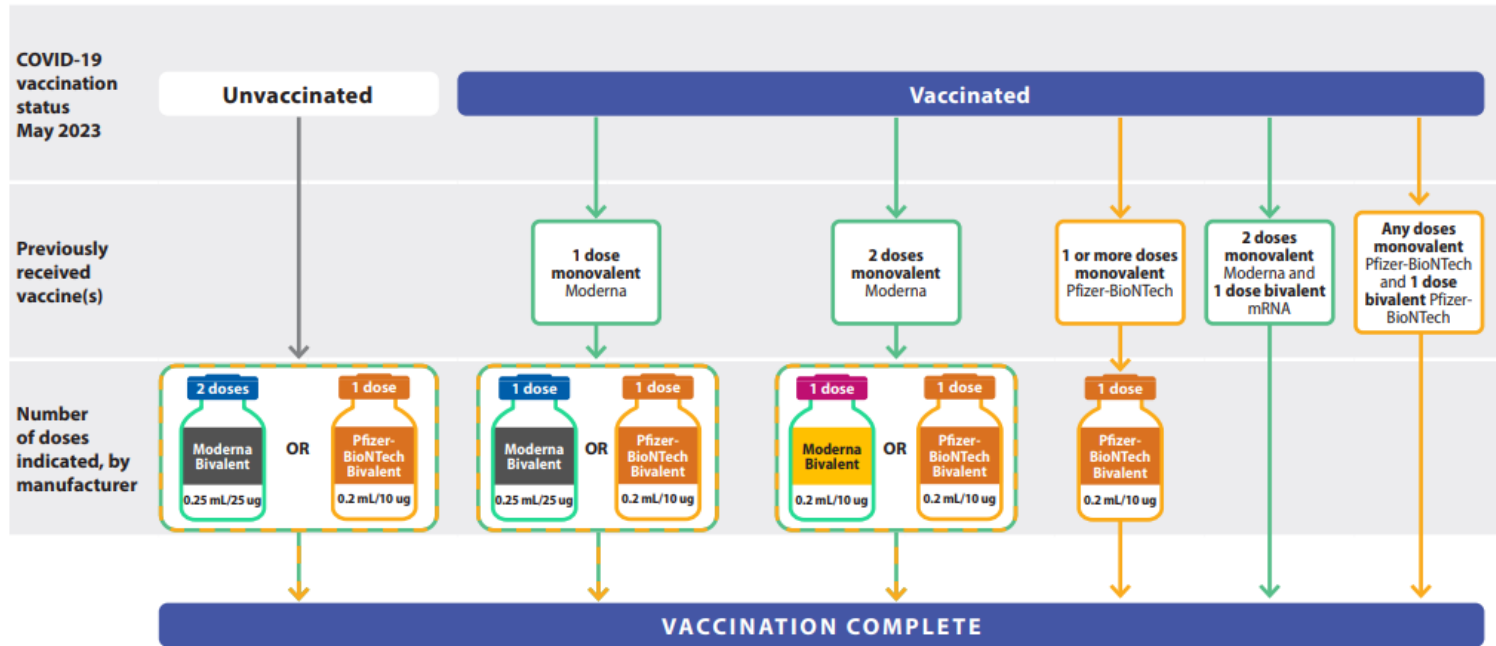 COVID-19
vaccination
status
May 2023
Unvaccinated
Vaccinated
Previously
received
vaccine(s)
1 dose
monovalent
Moderna
2 doses
monovalent
Moderna
1 or more doses
monovalent
Pfizer-BioNTech
2 doses
monovalent
Moderna and
1 dose bivalent
mRNA
Any doses
monovalent
Pfizer-BioNTech
and 1 dose
bivalent Pfizer-
BioNTech
Number
of doses
indicated, by
manufacturer
2 doses
Moderna
Bivalent
0.25 mL/25 ug
OR
1 dose
Pfizer-
BioNTech
Bivalent
0.2 mL/10 ug
1 dose
Moderna
Bivalent
0.25 mL/25 ug
OR
1 dose
Pfizer-
BioNTech
Bivalent
0.2 mL/10 ug
1 dose
Moderna
Bivalent
0.2 mL/10 ug
OR
1 dose
Pfizer-
BioNTech
Bivalent
0.2 mL/10 ug
1 dose
Pfizer-
BioNTech
Bivalent
0.2 mL/10 ug
VACCINATION COMPLETE